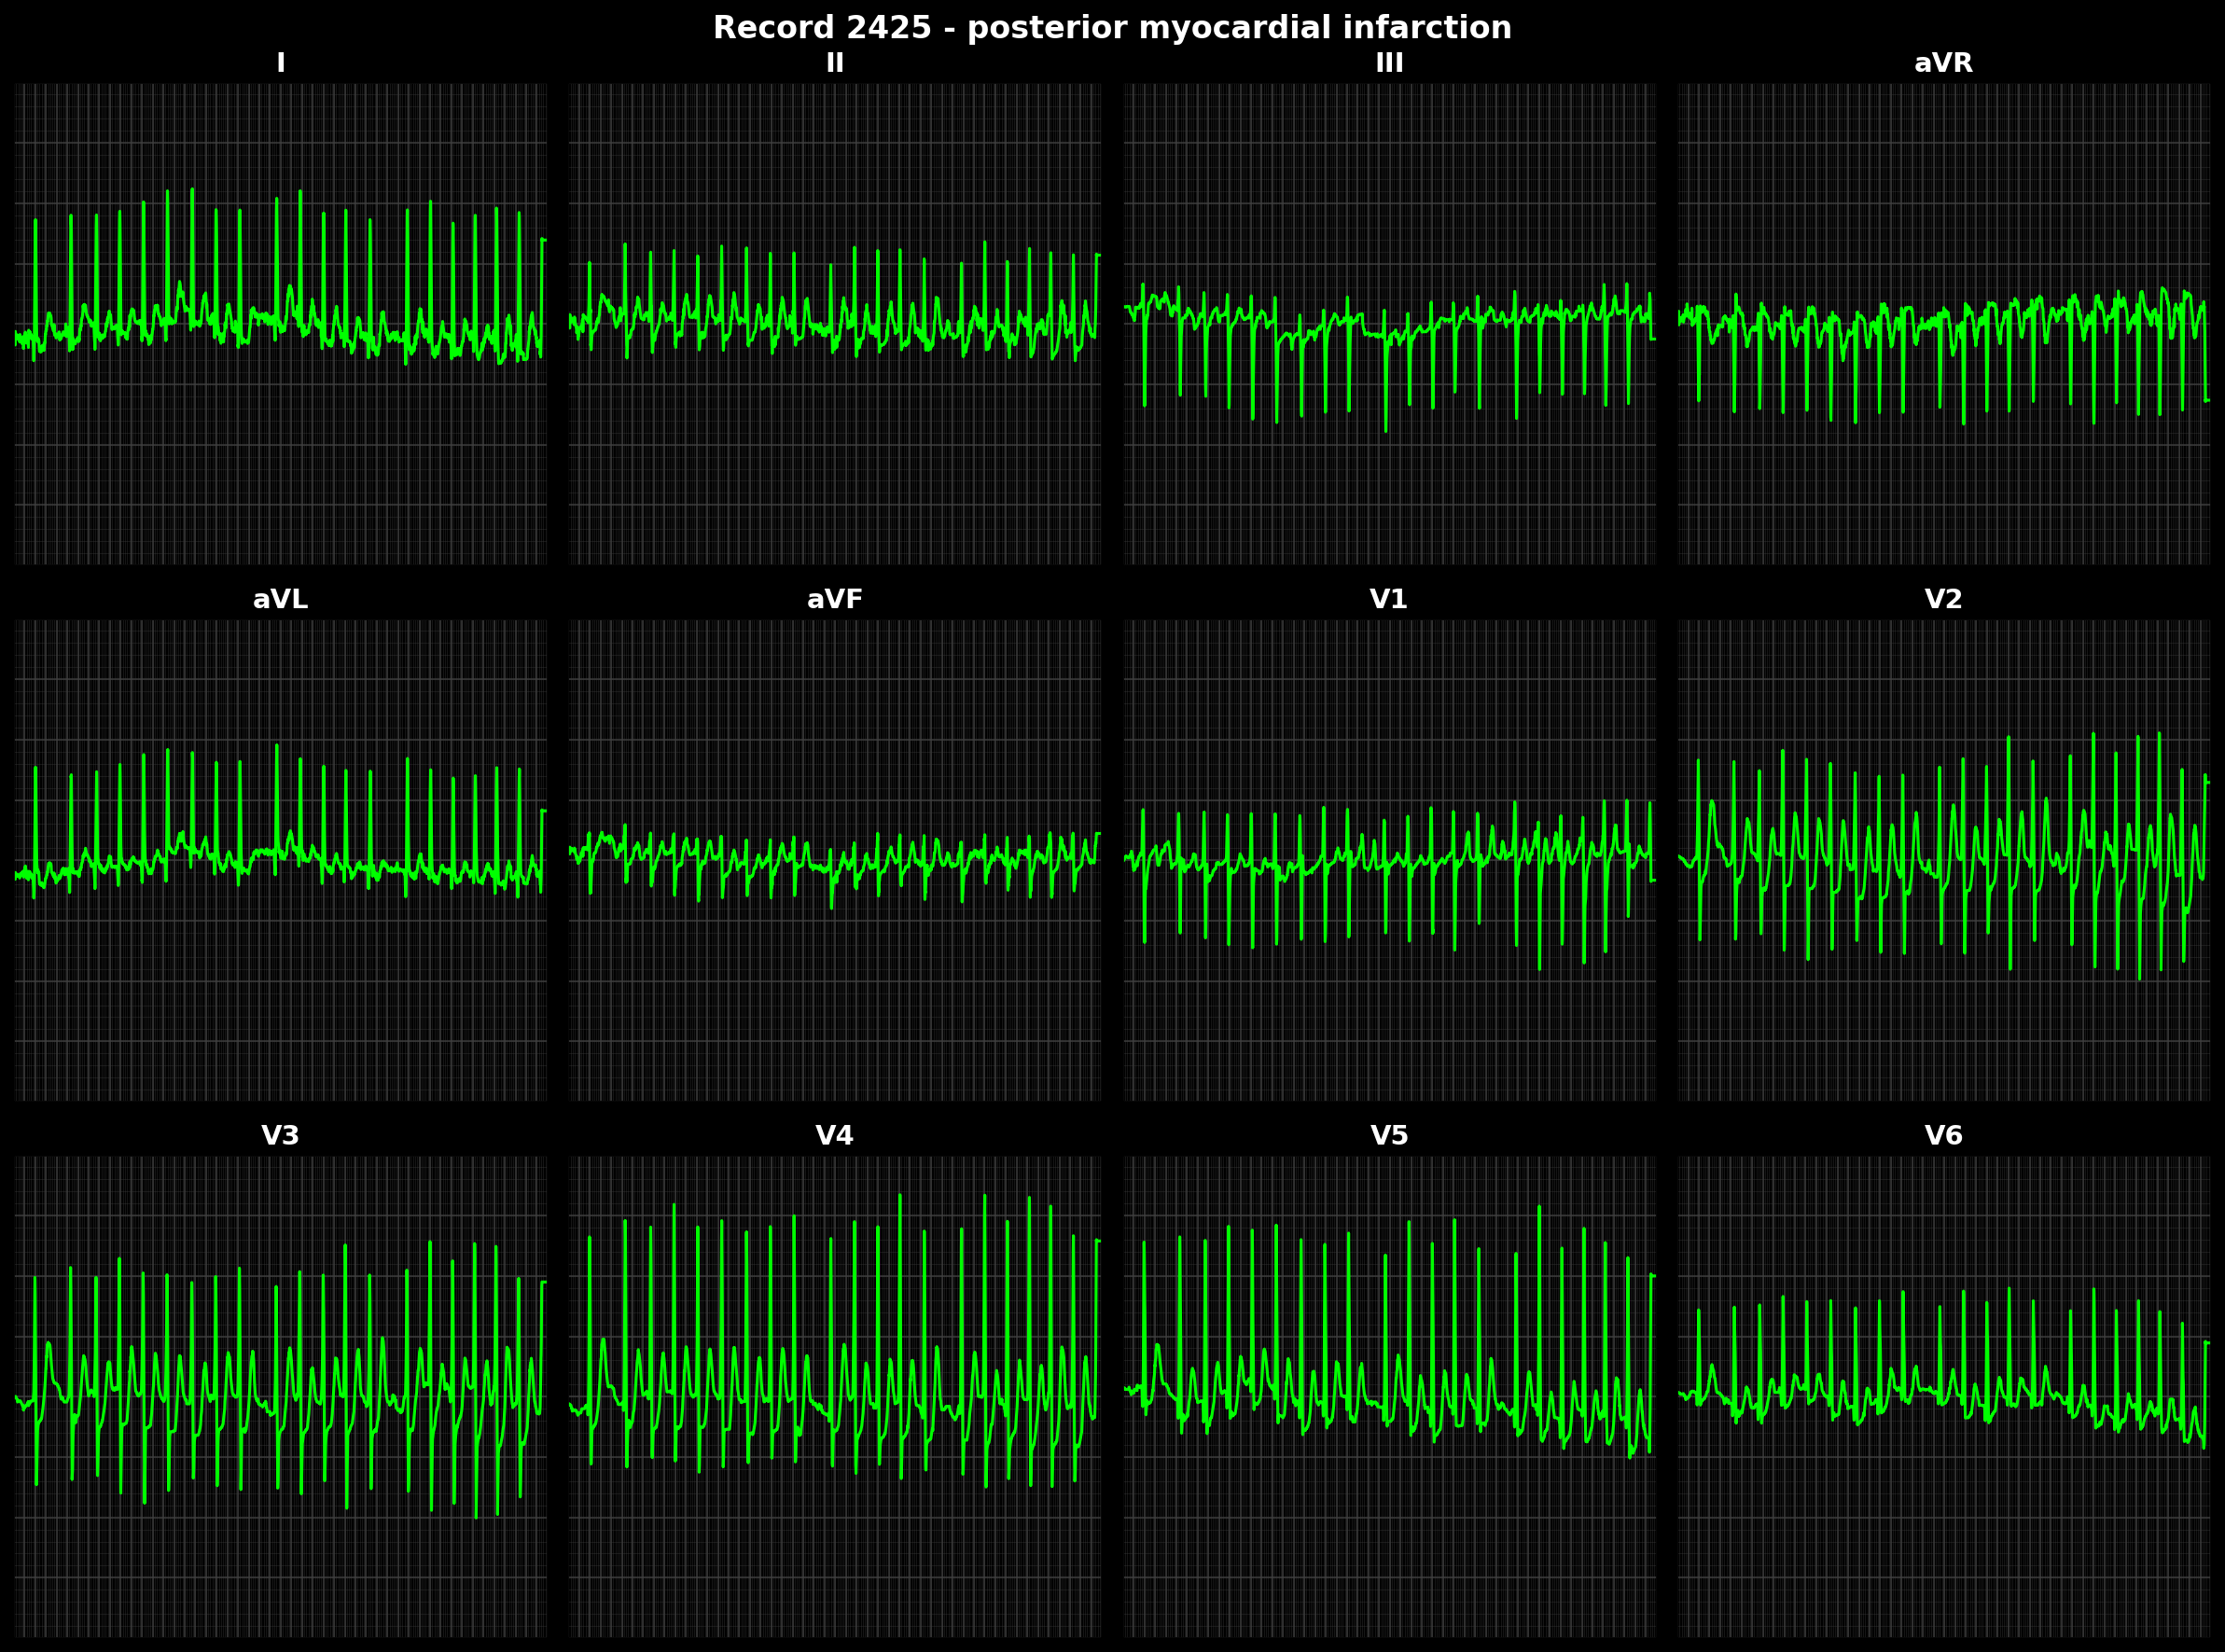 Record 2425 - posterior myocardial infarction
I II III aVR
aVL aVF V1 V2
V3 V4 V5 V6